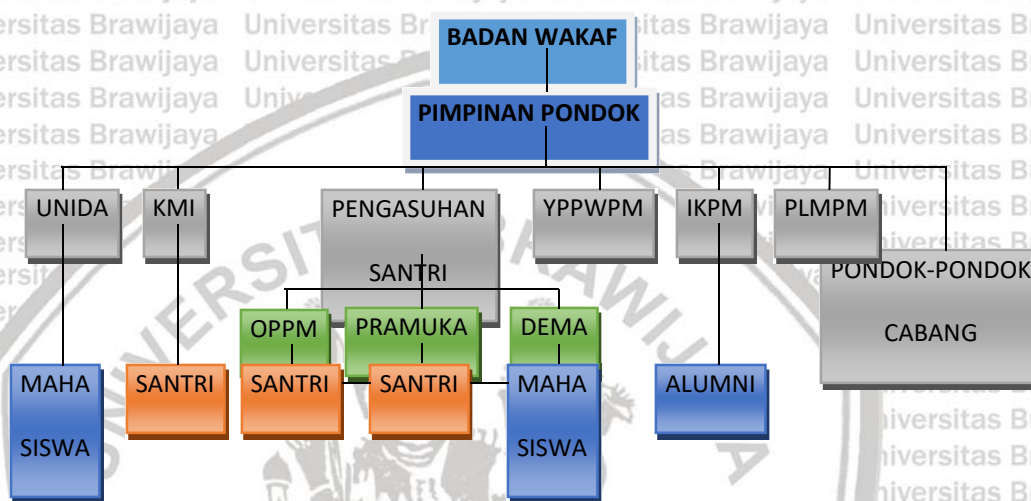 BADAN WAKAF
PIMPINAN PONDOK
UNIDA
KMI
PENGASUHAN
SANTRI
YPPWPM
IKPM
PLMPM
PONDOK-PONDOK
CABANG
OPPM
PRAMUKA
DEMA
MAHA
SISWA
SANTRI
SANTRI
SANTRI
MAHA
SISWA
ALUMNI